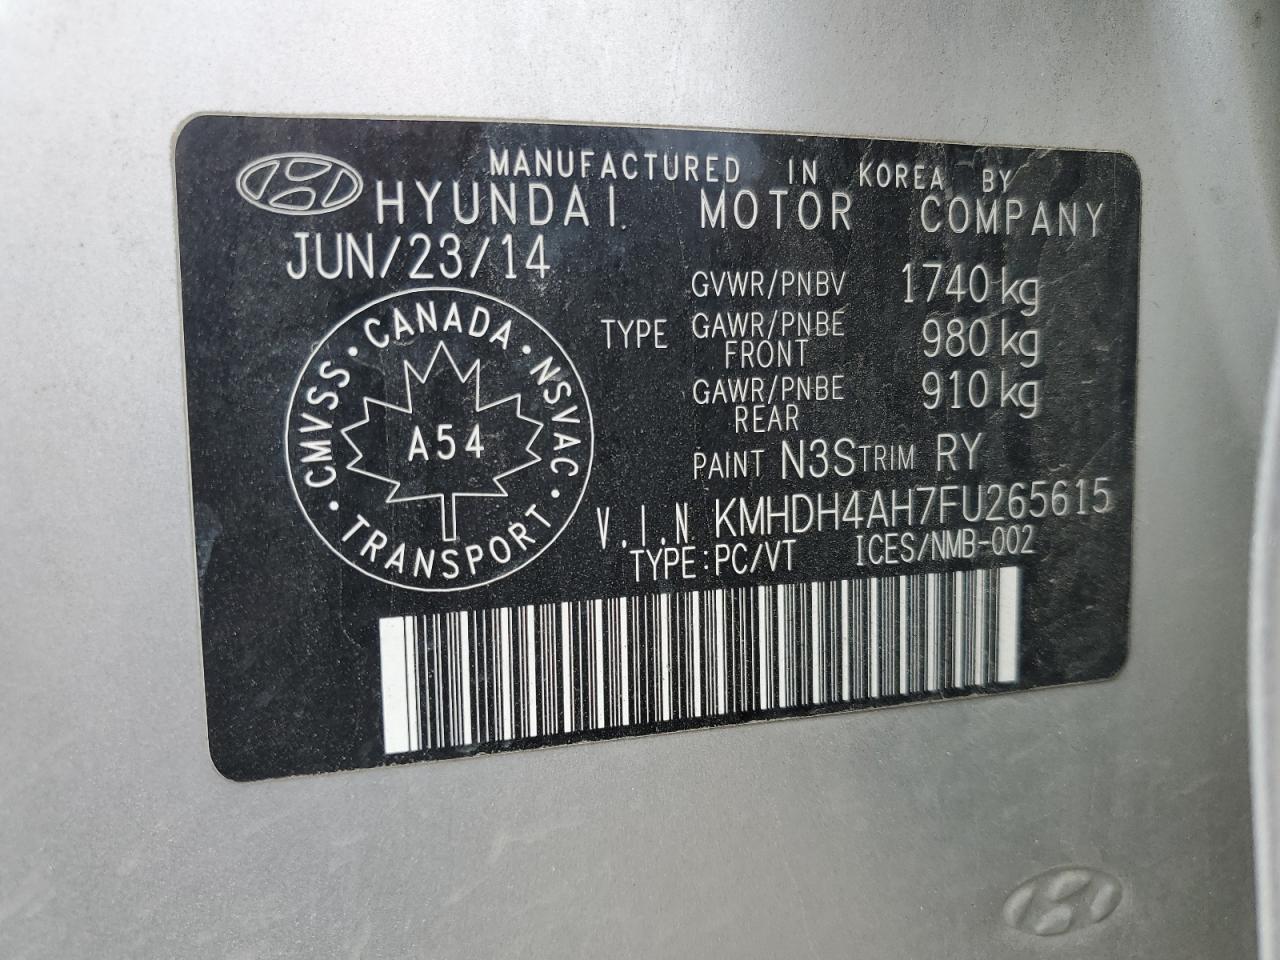 MANUFACTURED IN KOREA BY
HYUNDAI MOTOR COMPANY
JUN/23/14
GVWR/PNBV 1740 kg
TYPE GAWR/PNBE FRONT 980 kg
GAWR/PNBE REAR 910 kg
PAINT N3S TRIM RY
V.I.N KMHDH4AH7FU265615
TYPE:PC/VT ICES/NMB-002
CMVSS · CANADA · NSVAC · TRANSPORT ·
A54